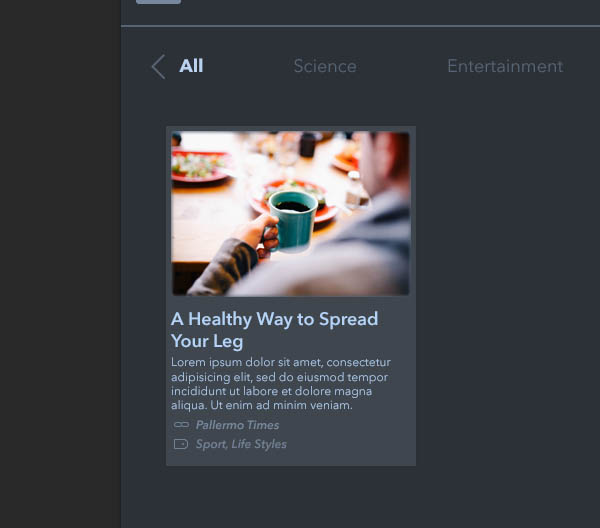 All Science Entertainment
A Healthy Way to Spread
Your Leg
Lorem ipsum dolor sit amet, consectetur
adipisicing elit, sed do eiusmod tempor
incididunt ut labore et dolore magna
aliqua. Ut enim ad minim veniam.
Pallermo Times
Sport, Life Styles